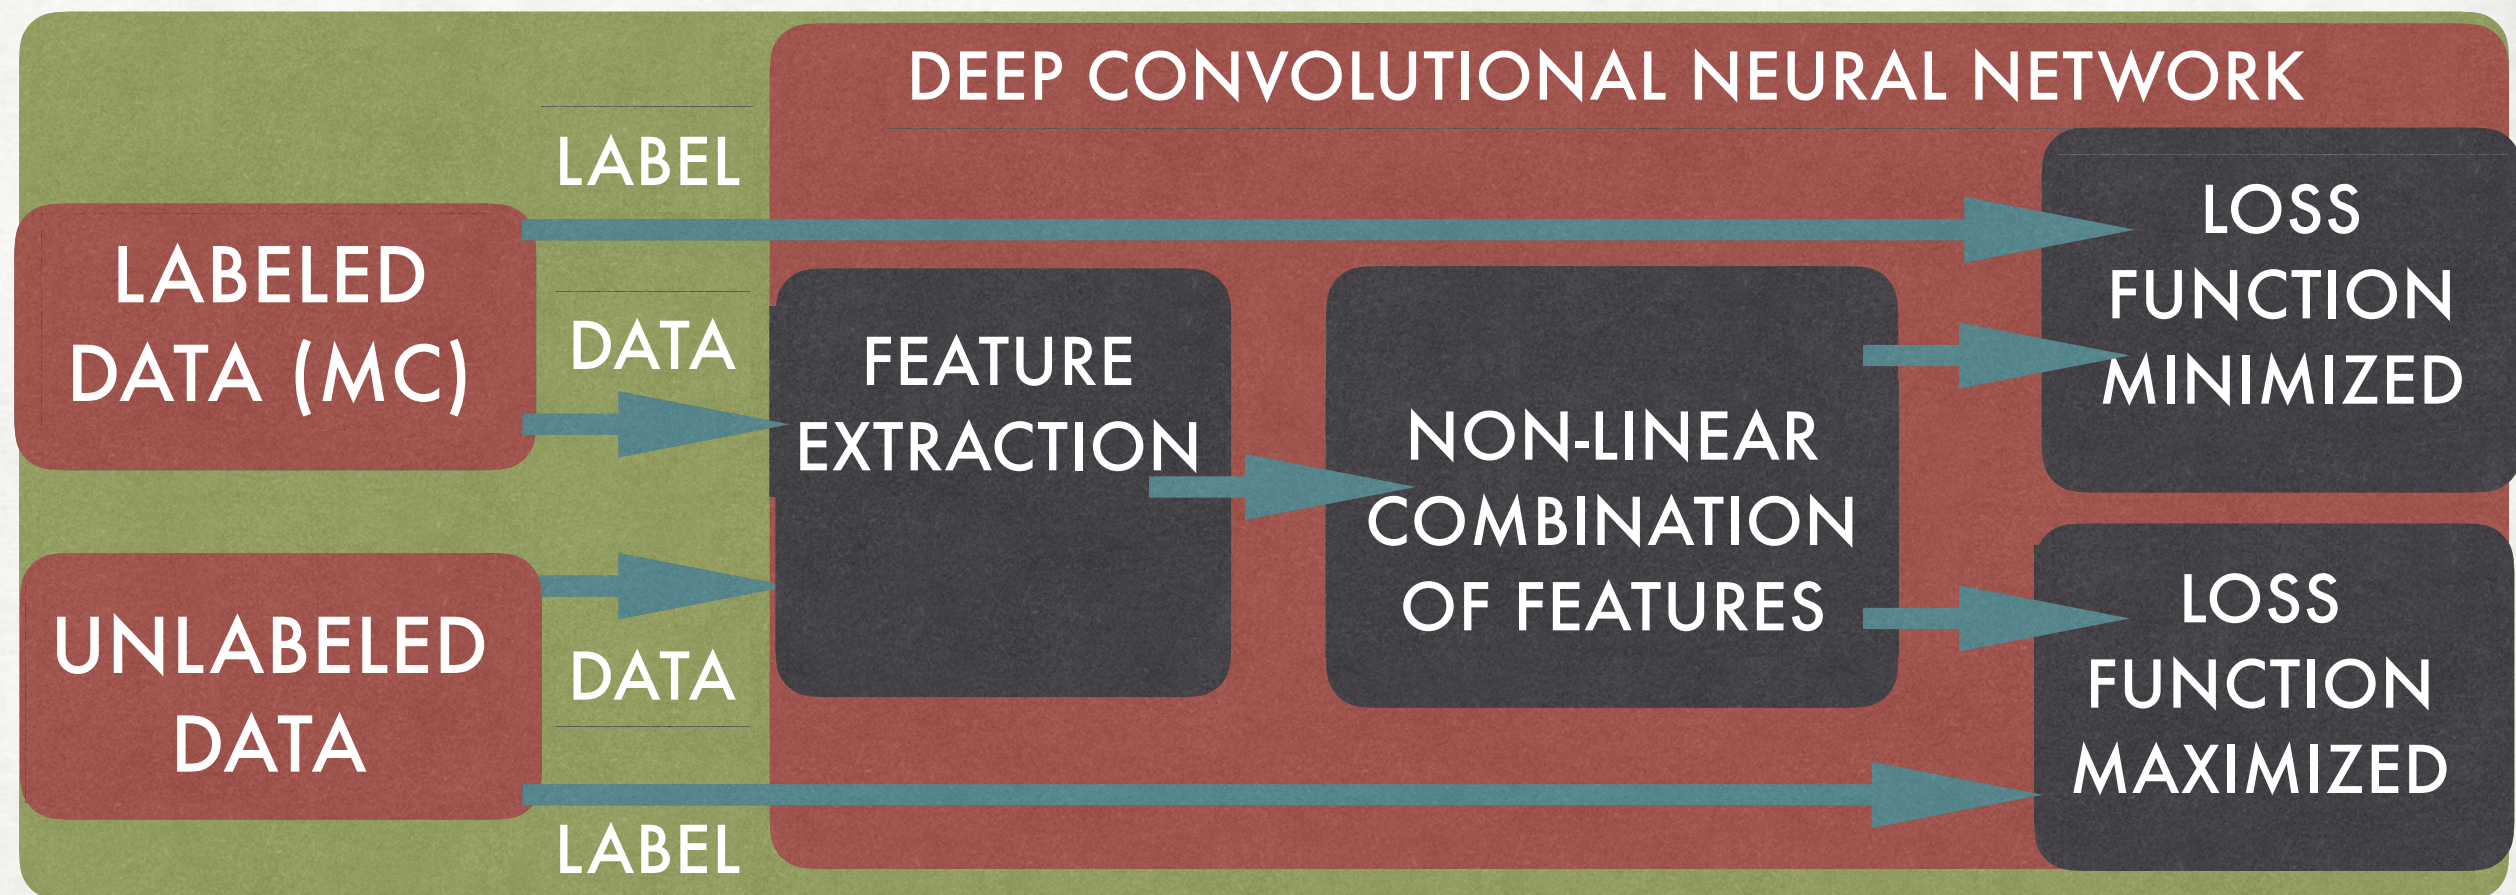 DEEP CONVOLUTIONAL NEURAL NETWORK
LABEL
LABELED
DATA (MC)
DATA
FEATURE
EXTRACTION
NON-LINEAR
COMBINATION
OF FEATURES
LOSS
FUNCTION
MINIMIZED
UNLABELED
DATA
DATA
LABEL
LOSS
FUNCTION
MAXIMIZED